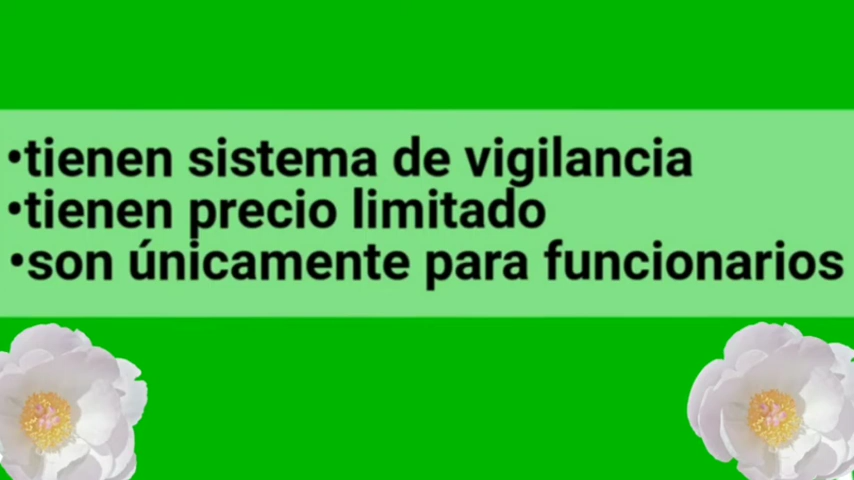 •tienen sistema de vigilancia
•tienen precio limitado
•son únicamente para funcionarios